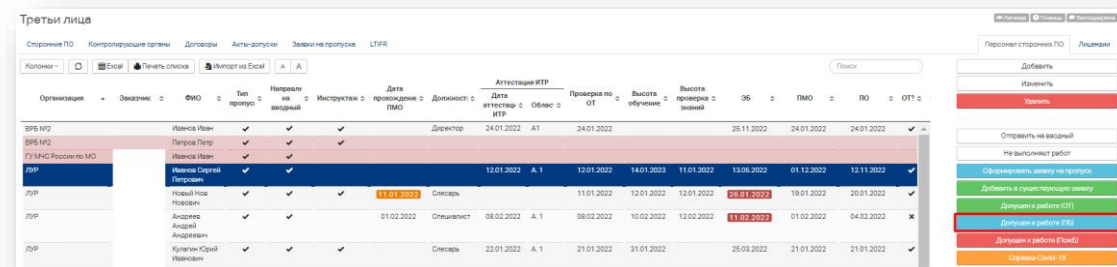 Третьи лица
Легенда Помощь Техподдержка
Сторонние ПО Контролирующие органы Договоры Акты-допуски Заявки на пропуска LTIFR Персонал сторонних ПО Лицензии
Колонки Excel Печать списка Импорт из Excel A A Поиск
Добавить
Изменить
Удалить
Отправить на вводный
Не выполняют работ
Сформировать заявку на пропуск
Добавить в существующую заявку
Допущен к работе (ОТ)
Допущен к работе (ПБ)
Допущен к работе (ПожБ)
Справка Covid-19
Аттестация ИТР
Организация Заказчик ФИО Тип пропус Направле на вводный Инструктаж Дата прохождени ПМО Должност Дата аттестац ИТР Област Проверка по ОТ Высота обучение Высота проверка знаний ЭБ ПМО ПО ОТ?
ВРБ №2 Иванов Иван Директор 24.01.2022 А1 24.01.2022 25.11.2022 24.01.2022 24.01.2022
ВРБ №2 Петров Петр
ГУ МЧС России по МО Иванов Иван
ЛУР Иванов Сергей Петрович 12.01.2022 А.1 12.01.2022 14.01.2023 11.01.2022 13.05.2022 01.12.2022 12.11.2022
ЛУР Новый Нов Новович 11.01.2022 Слесарь 11.01.2022 12.01.2022 12.01.2022 26.01.2022 19.01.2022 20.01.2022
ЛУР Андреев Андрей Андреевич 01.02.2022 Специалист 08.02.2022 А.1 08.02.2022 10.02.2022 12.02.2022 11.02.2022 01.02.2022 04.02.2022
ЛУР Кулагин Юрий Иванович Слесарь 22.01.2022 А.1 21.01.2022 31.01.2022 25.03.2022 21.01.2022 21.01.2022